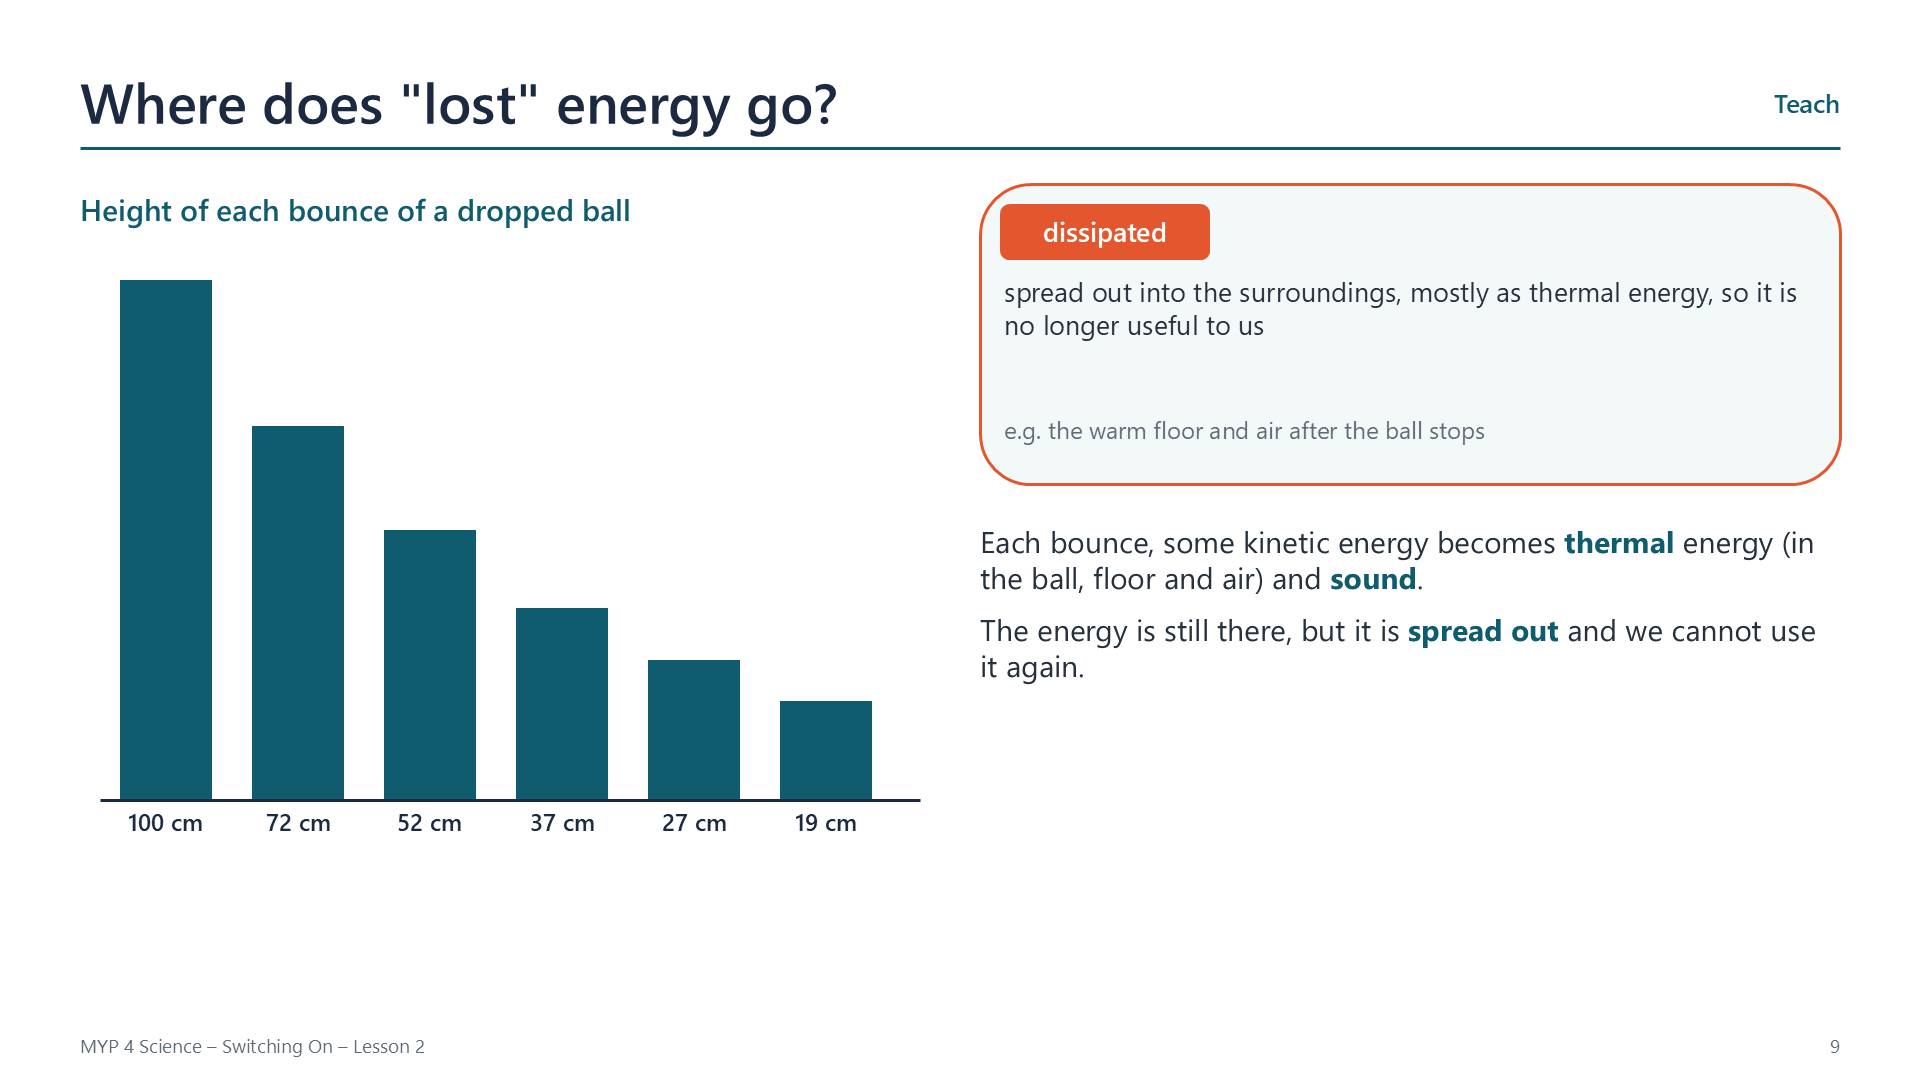 Where does "lost" energy go?
Teach
Height of each bounce of a dropped ball
100 cm
72 cm
52 cm
37 cm
27 cm
19 cm
dissipated
spread out into the surroundings, mostly as thermal energy, so it is
no longer useful to us
e.g. the warm floor and air after the ball stops
Each bounce, some kinetic energy becomes thermal energy (in
the ball, floor and air) and sound.
The energy is still there, but it is spread out and we cannot use
it again.
MYP 4 Science – Switching On – Lesson 2
9